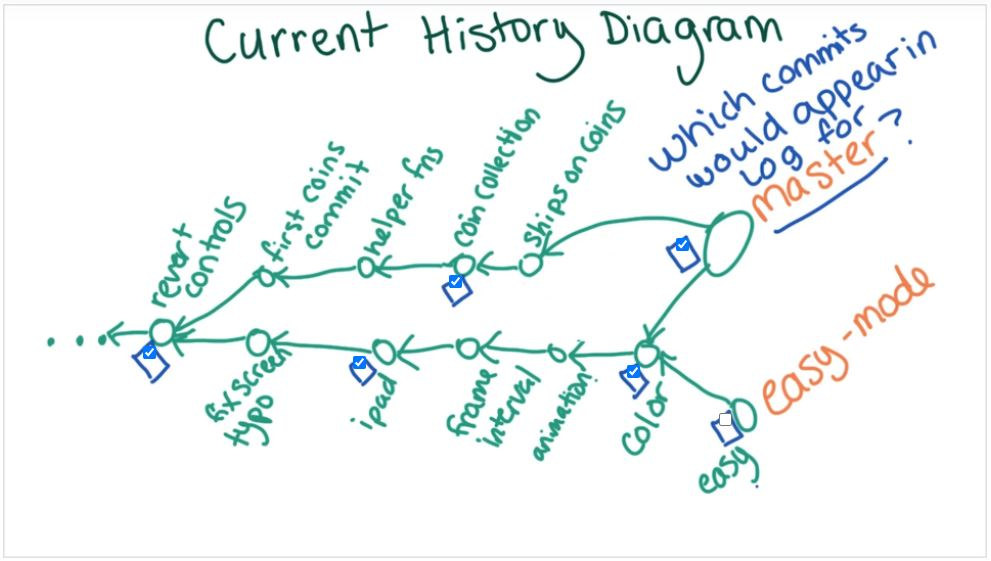 Current History Diagram
which commits
would appear in
log for
master?
revert
controls
first coins
commit
helper fns
coin collection
ships on coins
fix screen
typo
ipad
frame
interval
animation
color
easy
easy-mode